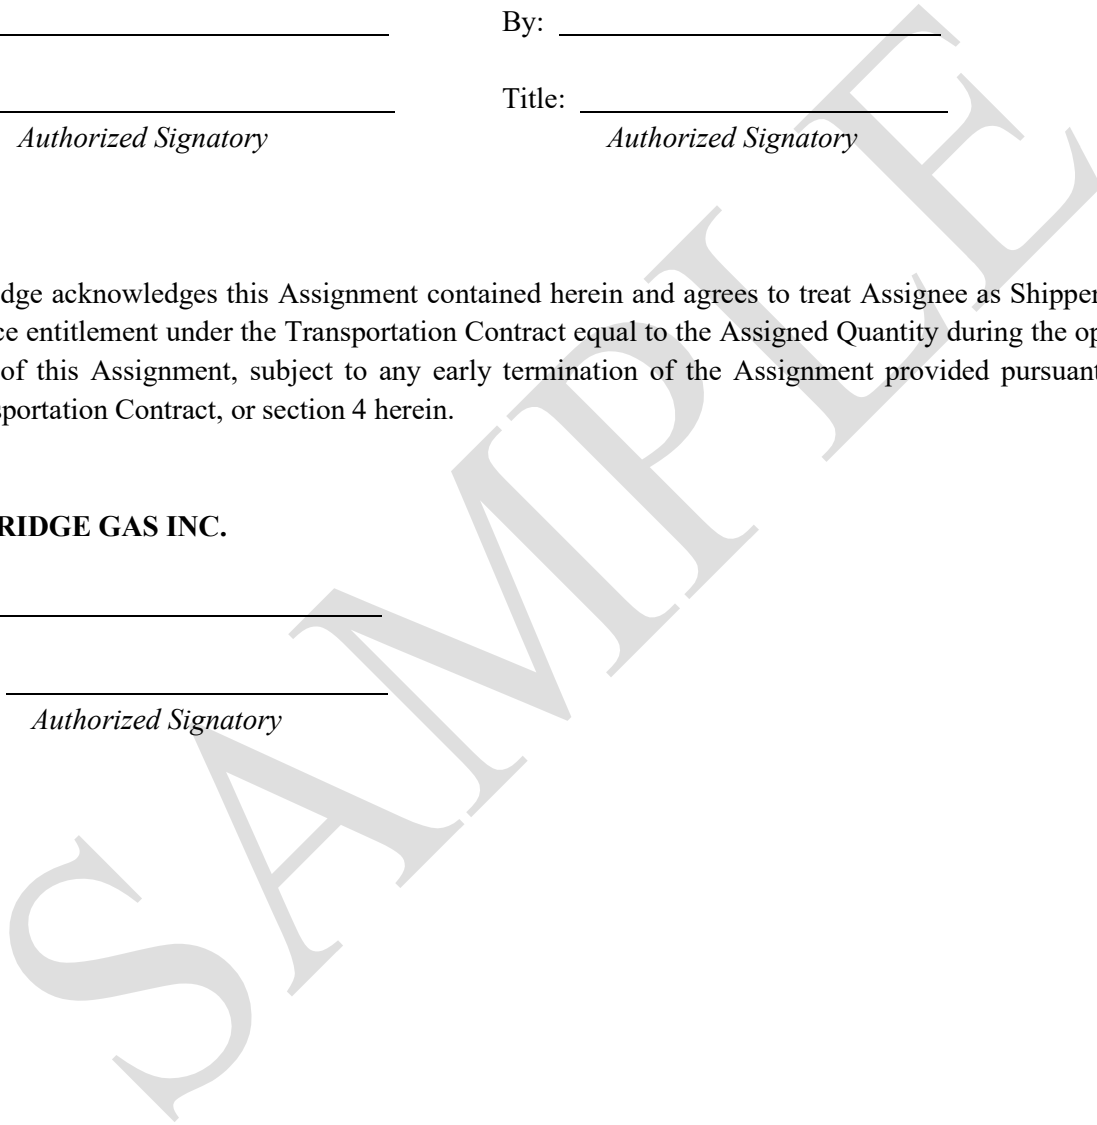 By:
Title:
Authorized Signatory Authorized Signatory
dge acknowledges this Assignment contained herein and agrees to treat Assignee as Shipper
ce entitlement under the Transportation Contract equal to the Assigned Quantity during the op
of this Assignment, subject to any early termination of the Assignment provided pursuant
sportation Contract, or section 4 herein.
RIDGE GAS INC.
Authorized Signatory
SAMPLE